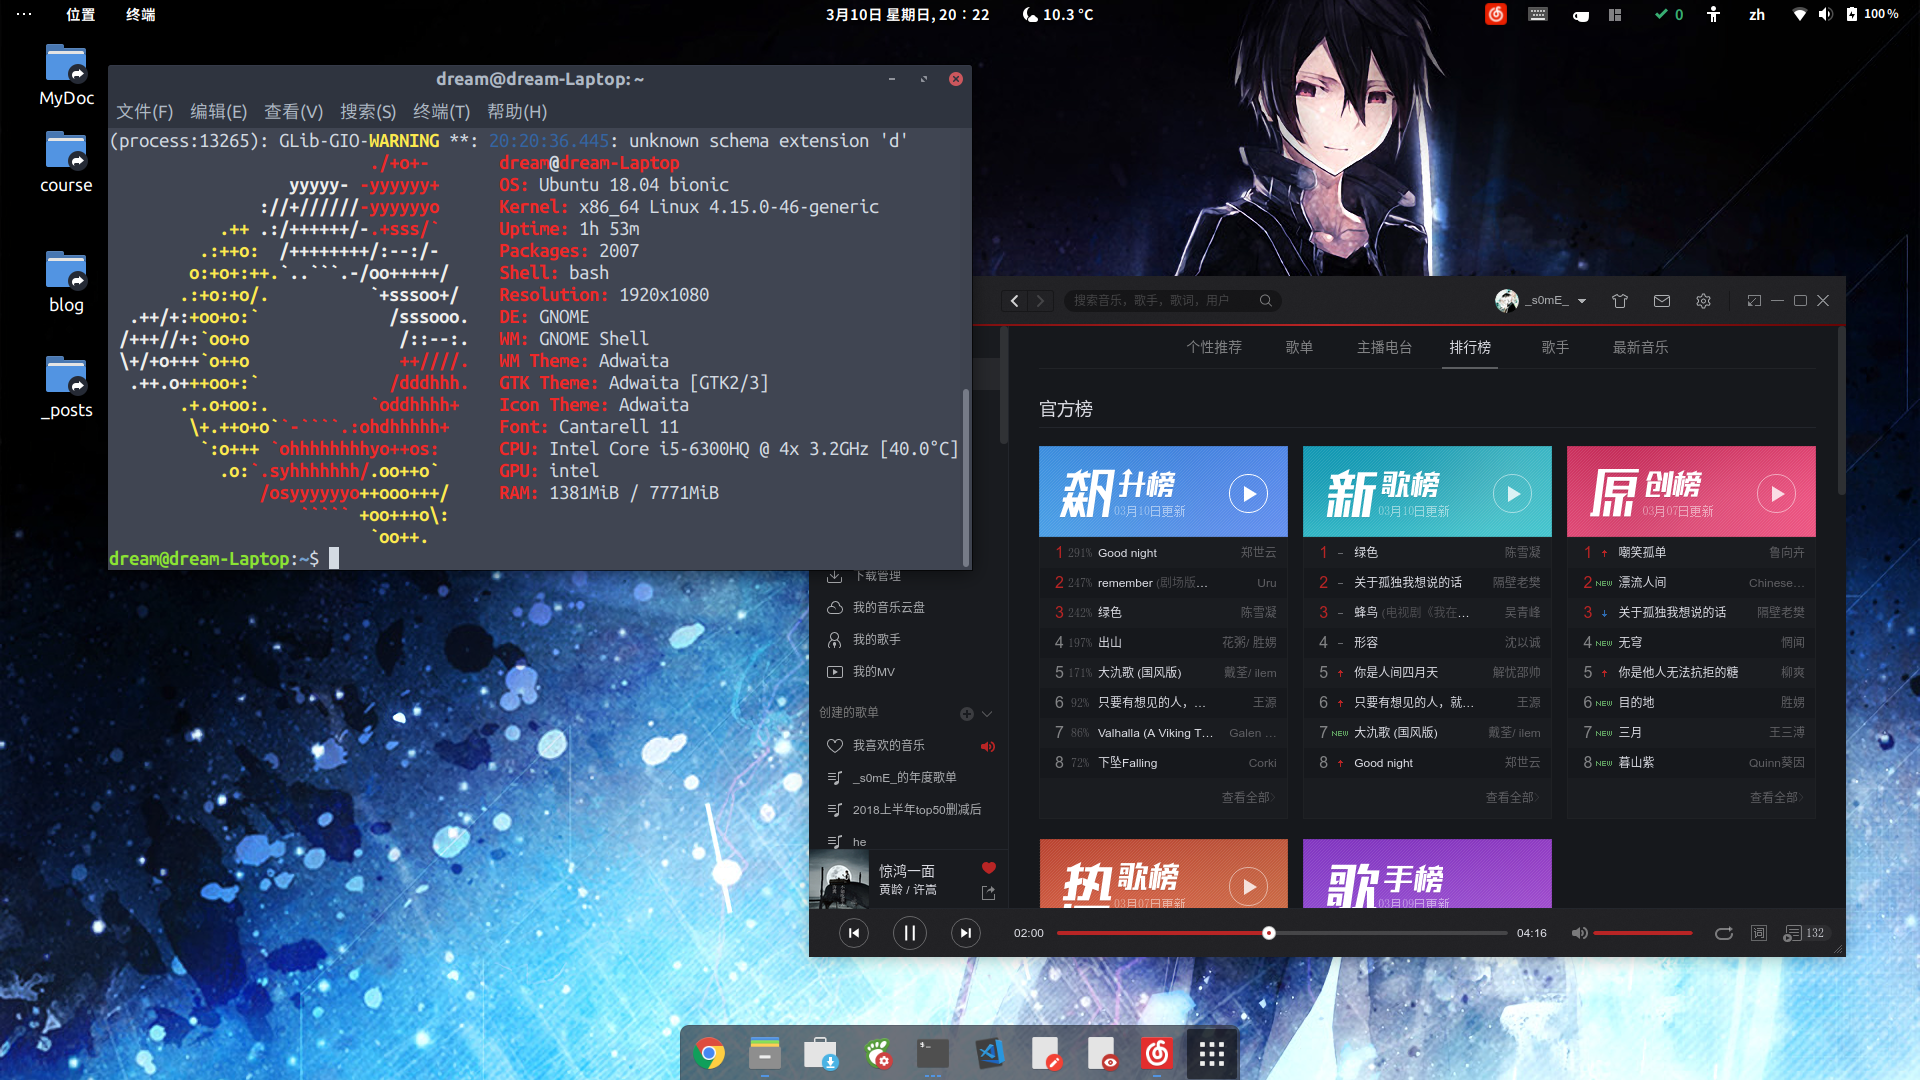 位置 终端 3月10日 星期日, 20：22 10.3 °C 0 zh 100 %
MyDoc
course
blog
_posts
dream@dream-Laptop: ~
文件(F) 编辑(E) 查看(V) 搜索(S) 终端(T) 帮助(H)
(process:13265): GLib-GIO-WARNING **: 20:20:36.445: unknown schema extension 'd'
./+o+- dream@dream-Laptop
yyyyy- -yyyyyy+ OS: Ubuntu 18.04 bionic
://+//////-yyyyyyo Kernel: x86_64 Linux 4.15.0-46-generic
.++ .:/++++++/-.+sss/` Uptime: 1h 53m
.:++o: /++++++++/:--:/- Packages: 2007
o:+o+:++.`..```.-/oo+++++/ Shell: bash
.:+o:+o/. `+sssoo+/ Resolution: 1920x1080
.++/+:+oo+o:` /sssooo. DE: GNOME
/+++//+:`oo+o /::--:. WM: GNOME Shell
\+/+o+++`o++o ++////. WM Theme: Adwaita
.++.o+++oo+:` /dddhhh. GTK Theme: Adwaita [GTK2/3]
.+.o+oo:. `oddhhhh+ Icon Theme: Adwaita
\+.++o+o``-````.:ohdhhhhh+ Font: Cantarell 11
`:o+++ `ohhhhhhhhyo++os: CPU: Intel Core i5-6300HQ @ 4x 3.2GHz [40.0°C]
.o:`.syhhhhhhh/.oo++o` GPU: intel
/osyyyyyyo++ooo+++/ RAM: 1381MiB / 7771MiB
````` +oo+++o\:
`oo++.
dream@dream-Laptop:~$
搜索音乐，歌手，歌词，用户 _s0mE_
个性推荐 歌单 主播电台 排行榜 歌手 最新音乐
官方榜
飙升榜
03月10日更新
1 291% Good night 郑世云
2 247% remember (剧场版... Uru
3 242% 绿色 陈雪凝
4 197% 出山 花粥/ 胜娚
5 171% 大氿歌 (国风版) 戴荃/ ilem
6 92% 只要有想见的人，... 王源
7 86% Valhalla (A Viking T... Galen ...
8 72% 下坠Falling Corki
查看全部
新歌榜
03月10日更新
1 - 绿色 陈雪凝
2 - 关于孤独我想说的话 隔壁老樊
3 - 蜂鸟 (电视剧《我在... 吴青峰
4 - 形容 沈以诚
5 你是人间四月天 解忧邵帅
6 只要有想见的人，就... 王源
7 NEW 大氿歌 (国风版) 戴荃/ ilem
8 Good night 郑世云
查看全部
原创榜
03月07日更新
1 嘲笑孤单 鲁向卉
2 NEW 漂流人间 Chinese...
3 关于孤独我想说的话 隔壁老樊
4 NEW 无穹 惘闻
5 你是他人无法抗拒的糖 柳爽
6 NEW 目的地 胜娚
7 NEW 三月 王三溥
8 NEW 暮山紫 Quinn葵因
查看全部
热歌榜
03月07日更新
歌手榜
03月09日更新
下载管理
我的音乐云盘
我的歌手
我的MV
创建的歌单
我喜欢的音乐
_s0mE_的年度歌单
2018上半年top50删减后
he
惊鸿一面
黄龄 / 许嵩
02:00 04:16 词 132